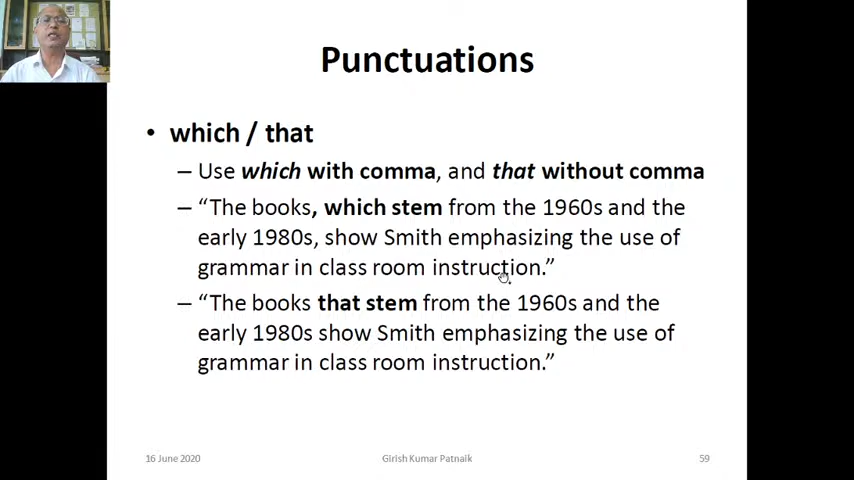 Punctuations
• which / that
– Use which with comma, and that without comma
– “The books, which stem from the 1960s and the
early 1980s, show Smith emphasizing the use of
grammar in class room instruction.”
– “The books that stem from the 1960s and the
early 1980s show Smith emphasizing the use of
grammar in class room instruction.”
16 June 2020
Girish Kumar Patnaik
59